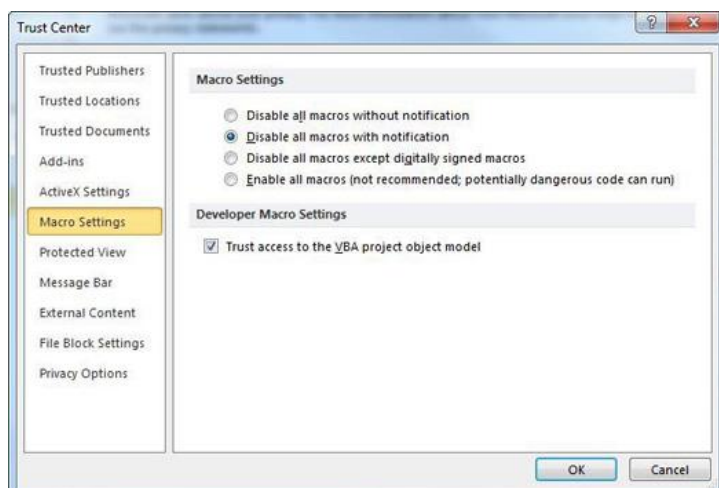 Trust Center
Trusted Publishers
Trusted Locations
Trusted Documents
Add-ins
ActiveX Settings
Macro Settings
Protected View
Message Bar
External Content
File Block Settings
Privacy Options
Macro Settings
Disable all macros without notification
Disable all macros with notification
Disable all macros except digitally signed macros
Enable all macros (not recommended; potentially dangerous code can run)
Developer Macro Settings
Trust access to the VBA project object model
OK
Cancel